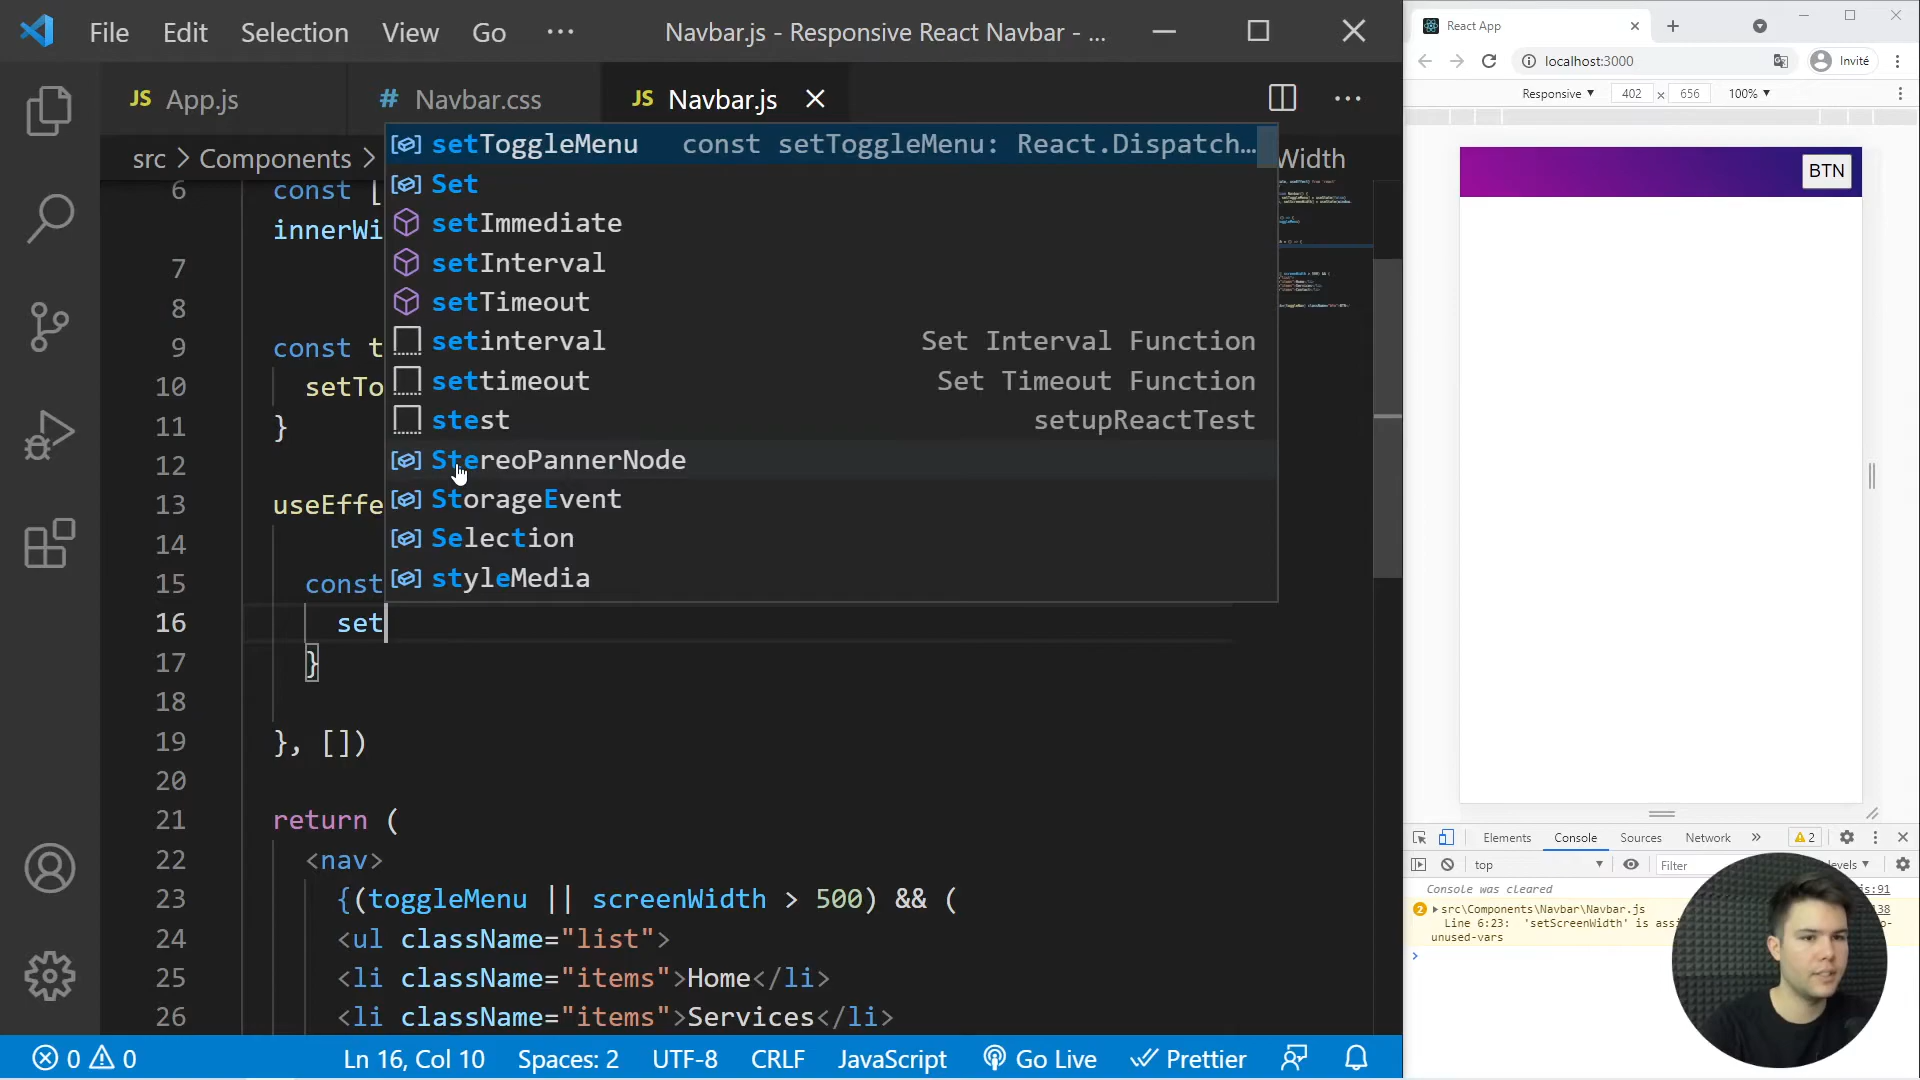 File Edit Selection View Go ··· Navbar.js - Responsive React Navbar - ...
JS App.js # Navbar.css JS Navbar.js
src > Components > Width
setToggleMenu const setToggleMenu: React.Dispatch…
Set
setImmediate
setInterval
setTimeout
setinterval Set Interval Function
settimeout Set Timeout Function
stest setupReactTest
StereoPannerNode
StorageEvent
Selection
styleMedia
6 const [
innerWi
7
8
9 const t
10 setTo
11 }
12
13 useEffe
14
15 const
16 set
17 }
18
19 }, [])
20
21 return (
22 <nav>
23 {(toggleMenu || screenWidth > 500) && (
24 <ul className="list">
25 <li className="items">Home</li>
26 <li className="items">Services</li>
0 0 Ln 16, Col 10 Spaces: 2 UTF-8 CRLF JavaScript Go Live Prettier
React App
localhost:3000 Invité
Responsive 402 × 656 100%
BTN
Elements Console Sources Network » 2
top Filter levels
Console was cleared js:91
2 src\Components\Navbar\Navbar.js 138
Line 6:23: 'setScreenWidth' is assi
unused-vars
>